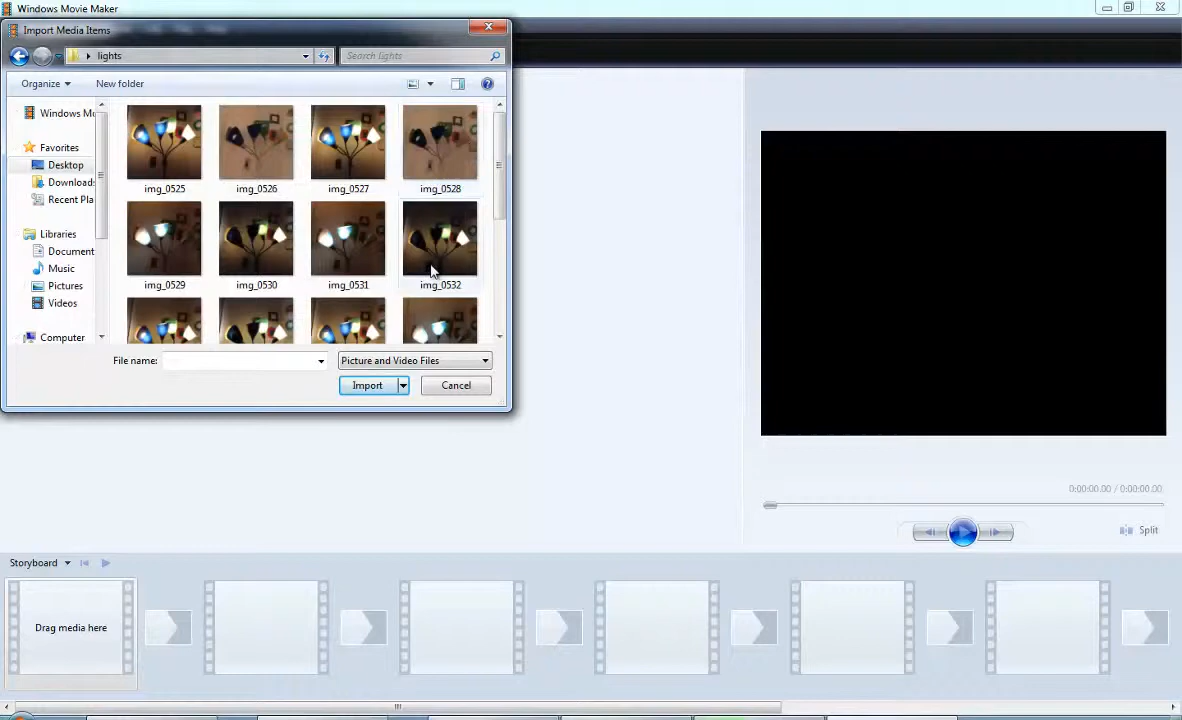 Windows Movie Maker
Import Media Items
lights
Search lights
Organize
New folder
Windows Mo
Favorites
Desktop
Download:
Recent Pla
Libraries
Document
Music
Pictures
Videos
Computer
img_0525
img_0526
img_0527
img_0528
img_0529
img_0530
img_0531
img_0532
File name:
Picture and Video Files
Import
Cancel
0:00:00.00 / 0:00:00.00
Split
Storyboard
Drag media here